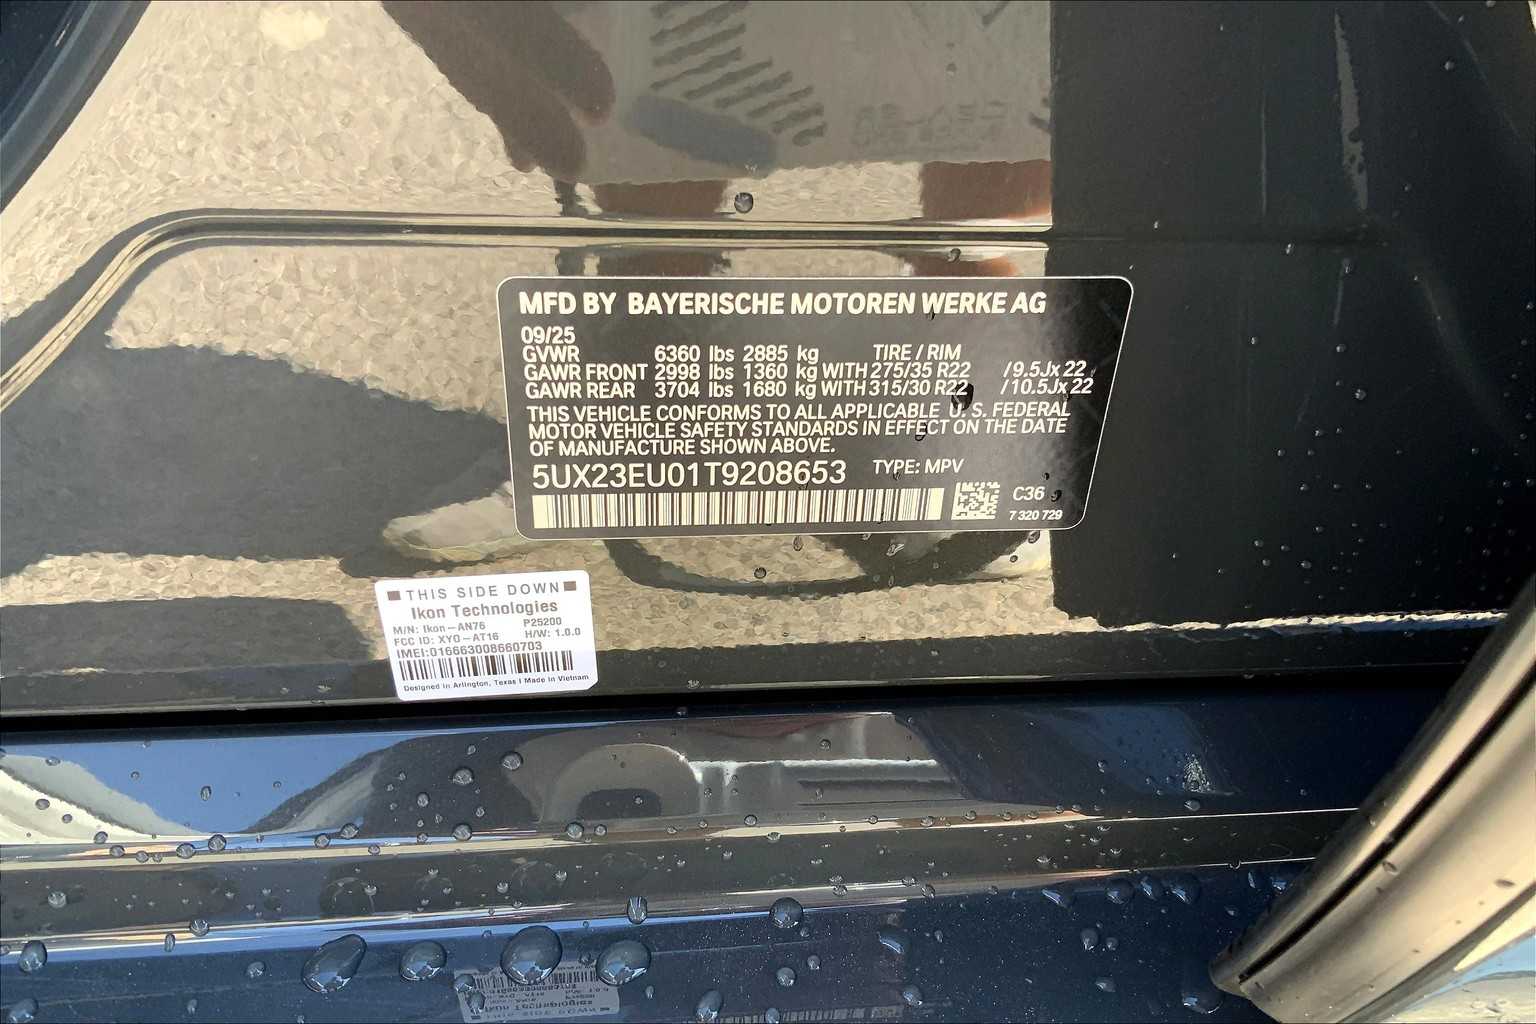 MFD BY BAYERISCHE MOTOREN WERKE AG
09/25
GVWR 6360 lbs 2885 kg TIRE / RIM
GAWR FRONT 2998 lbs 1360 kg WITH 275/35 R22 /9.5Jx 22
GAWR REAR 3704 lbs 1680 kg WITH 315/30 R22 /10.5Jx 22
THIS VEHICLE CONFORMS TO ALL APPLICABLE U.S. FEDERAL
MOTOR VEHICLE SAFETY STANDARDS IN EFFECT ON THE DATE
OF MANUFACTURE SHOWN ABOVE.
5UX23EU01T9208653 TYPE: MPV
C36
7 320 729
THIS SIDE DOWN
Ikon Technologies
M/N: Ikon-AN76 P25200
FCC ID: XYO-AT16 H/W: 1.0.0
IMEI:016663008660703
Designed in Arlington, Texas | Made in Vietnam